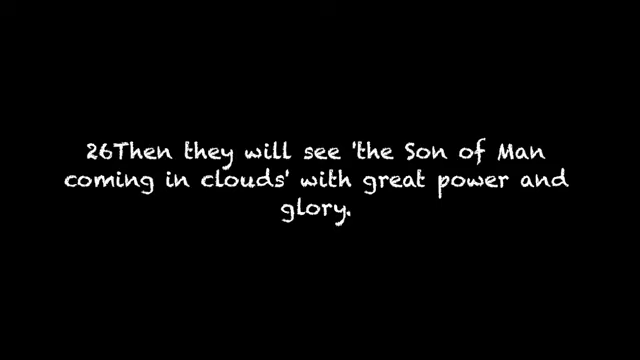 26Then they will see 'the Son of Man
coming in clouds' with great power and
glory.